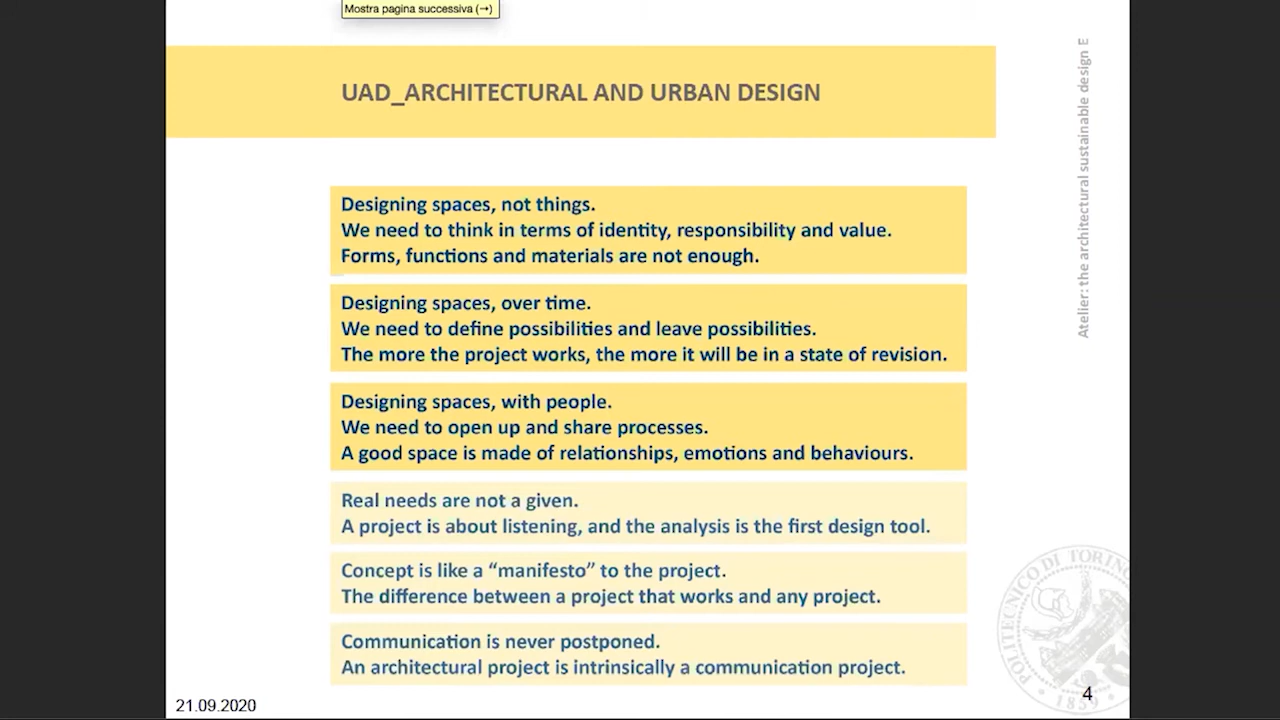 Mostra pagina successiva (→)
UAD_ARCHITECTURAL AND URBAN DESIGN
Atelier: the architectural sustainable design E
Designing spaces, not things.
We need to think in terms of identity, responsibility and value.
Forms, functions and materials are not enough.
Designing spaces, over time.
We need to define possibilities and leave possibilities.
The more the project works, the more it will be in a state of revision.
Designing spaces, with people.
We need to open up and share processes.
A good space is made of relationships, emotions and behaviours.
Real needs are not a given.
A project is about listening, and the analysis is the first design tool.
Concept is like a “manifesto” to the project.
The difference between a project that works and any project.
Communication is never postponed.
An architectural project is intrinsically a communication project.
POLITECNICO DI TORINO
1859
21.09.2020
4